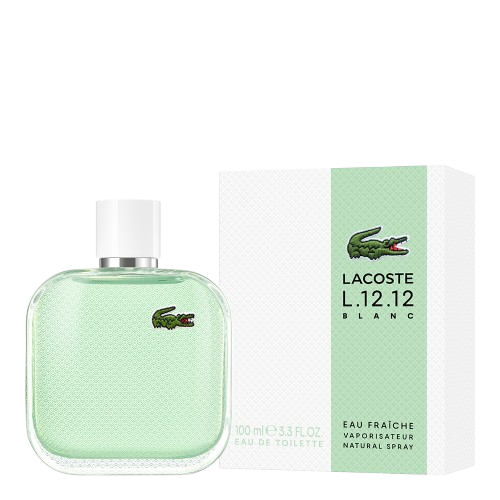 LACOSTE
L.12.12
BLANC
100 ml ℮ 3.3 FL.OZ.
EAU DE TOILETTE
EAU FRAÎCHE
VAPORISATEUR
NATURAL SPRAY